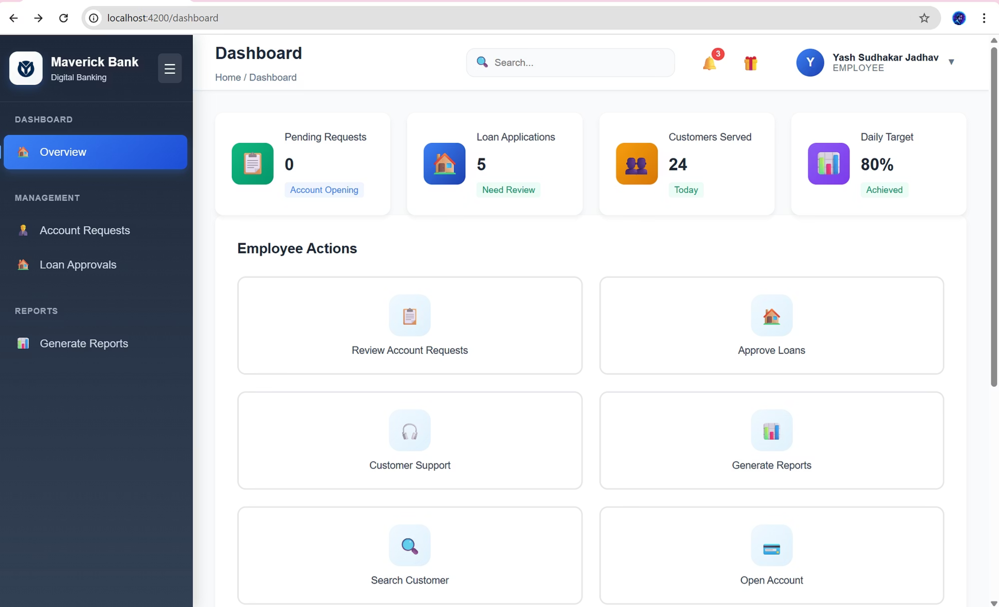 localhost:4200/dashboard
Maverick Bank
Digital Banking
DASHBOARD
Overview
MANAGEMENT
Account Requests
Loan Approvals
REPORTS
Generate Reports
Dashboard
Home / Dashboard
Search...
3
Y
Yash Sudhakar Jadhav
EMPLOYEE
Pending Requests
0
Account Opening
Loan Applications
5
Need Review
Customers Served
24
Today
Daily Target
80%
Achieved
Employee Actions
Review Account Requests
Approve Loans
Customer Support
Generate Reports
Search Customer
Open Account